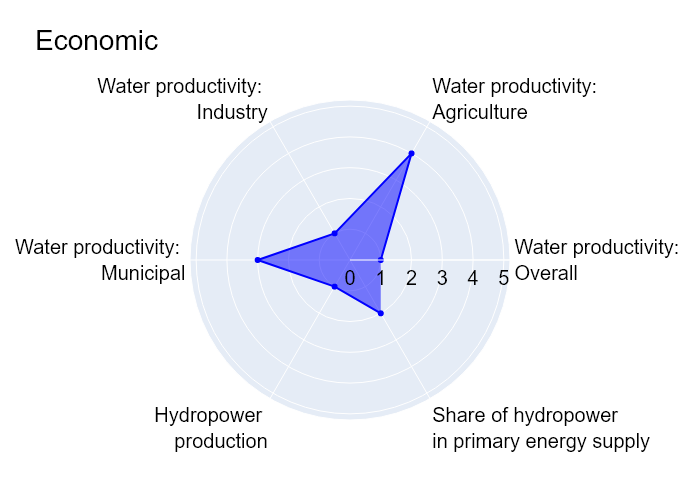 Economic
Water productivity:
Industry
Water productivity:
Agriculture
Water productivity:
Municipal
Water productivity:
Overall
0 1 2 3 4 5
Hydropower
production
Share of hydropower
in primary energy supply